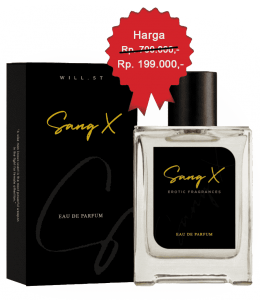 Harga
Rp. 700.000,-
Rp. 199.000,-
WILL.ST
Sang X
EAU DE PARFUM
Sang X
EROTIC FRAGRANCES
EAU DE PARFUM